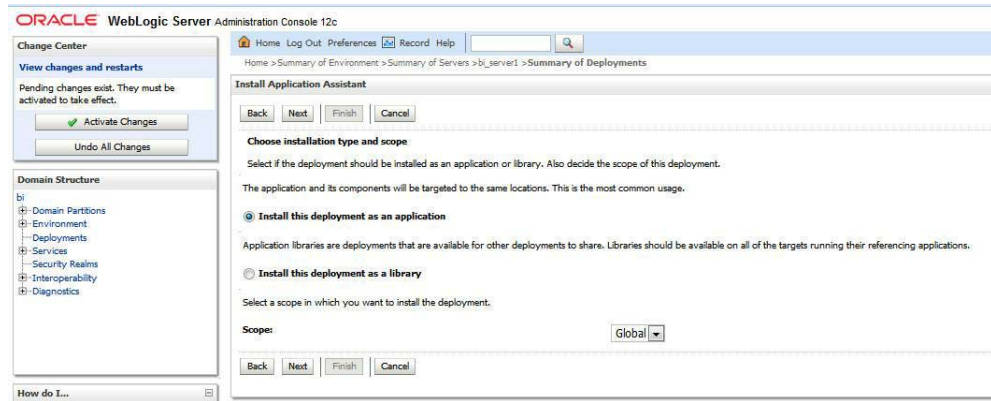 ORACLE WebLogic Server Administration Console 12c
Change Center
View changes and restarts
Pending changes exist. They must be
activated to take effect.
Activate Changes
Undo All Changes
Domain Structure
bi
Domain Partitions
Environment
Deployments
Services
Security Realms
Interoperability
Diagnostics
How do I...
Home Log Out Preferences Record Help
Home >Summary of Environment >Summary of Servers >bi_server1 >Summary of Deployments
Install Application Assistant
Back Next Finish Cancel
Choose installation type and scope
Select if the deployment should be installed as an application or library. Also decide the scope of this deployment.
The application and its components will be targeted to the same locations. This is the most common usage.
Install this deployment as an application
Application libraries are deployments that are available for other deployments to share. Libraries should be available on all of the targets running their referencing applications.
Install this deployment as a library
Select a scope in which you want to install the deployment.
Scope: Global
Back Next Finish Cancel